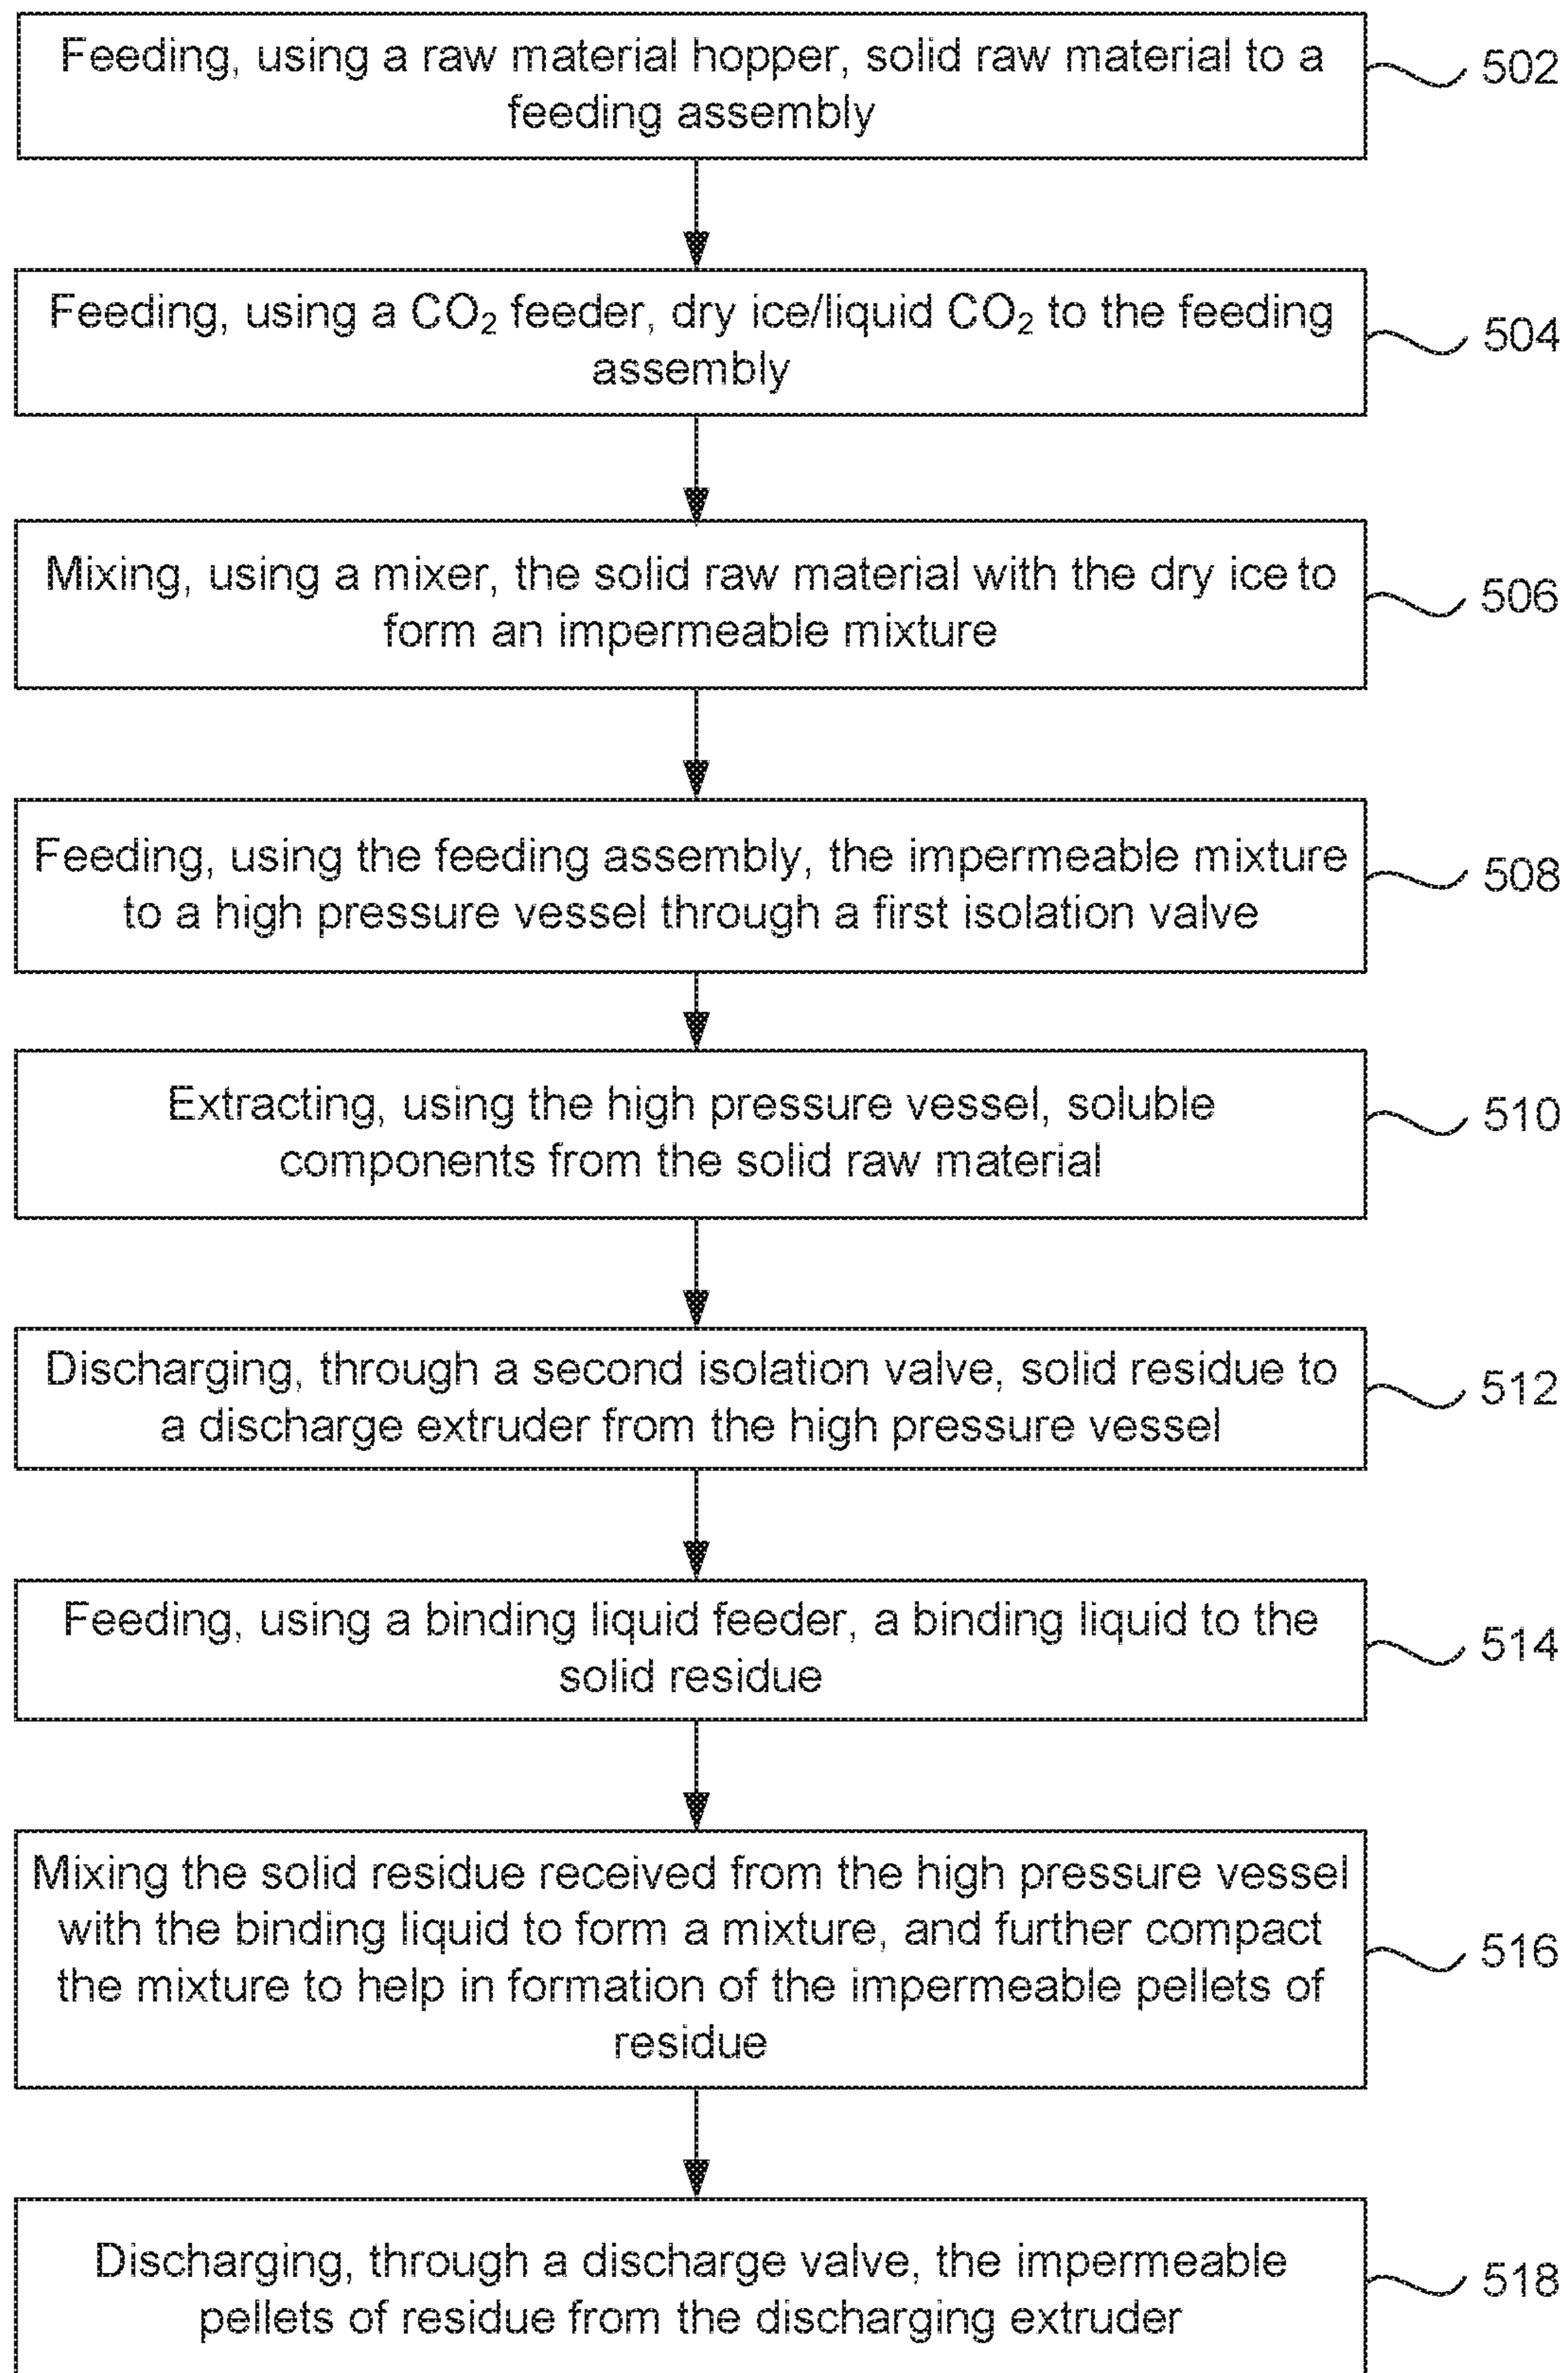 Feeding, using a raw material hopper, solid raw material to a
feeding assembly
502
Feeding, using a CO₂ feeder, dry ice/liquid CO₂ to the feeding
assembly
504
Mixing, using a mixer, the solid raw material with the dry ice to
form an impermeable mixture
506
Feeding, using the feeding assembly, the impermeable mixture
to a high pressure vessel through a first isolation valve
508
Extracting, using the high pressure vessel, soluble
components from the solid raw material
510
Discharging, through a second isolation valve, solid residue to
a discharge extruder from the high pressure vessel
512
Feeding, using a binding liquid feeder, a binding liquid to the
solid residue
514
Mixing the solid residue received from the high pressure vessel
with the binding liquid to form a mixture, and further compact
the mixture to help in formation of the impermeable pellets of
residue
516
Discharging, through a discharge valve, the impermeable
pellets of residue from the discharging extruder
518